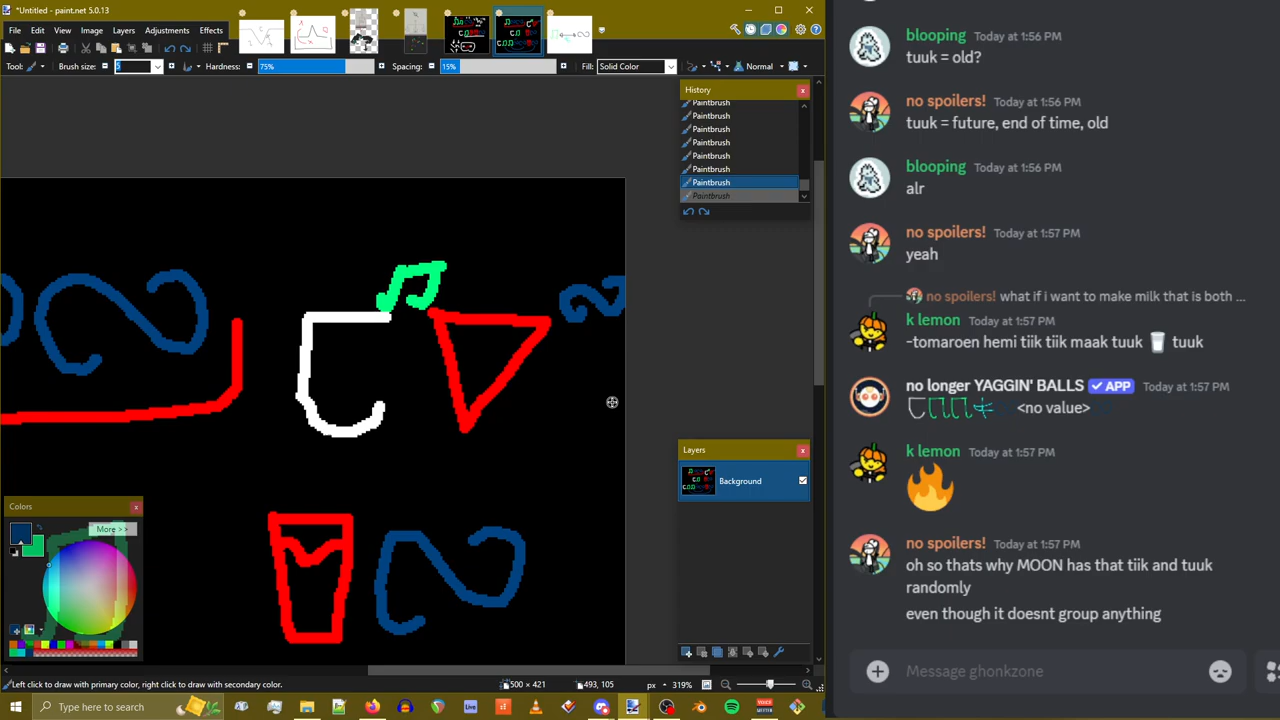 *Untitled - paint.net 5.0.13
File Edit View Image Layers Adjustments Effects
Tool: Brush size: 5 Hardness: 75% Spacing: 15% Fill: Solid Color Normal
History
Paintbrush
Paintbrush
Paintbrush
Paintbrush
Paintbrush
Paintbrush
Paintbrush
Paintbrush
Layers
Background
Colors
More >>
Left click to draw with primary color, right click to draw with secondary color.
500 × 421
493, 105
px
319%
Type here to search
Live
blooping Today at 1:56 PM
tuuk = old?
no spoilers! Today at 1:56 PM
tuuk = future, end of time, old
blooping Today at 1:56 PM
alr
no spoilers! Today at 1:57 PM
yeah
no spoilers! what if i want to make milk that is both ...
k lemon Today at 1:57 PM
-tomaroen hemi tiik tiik maak tuuk 🥛 tuuk
no longer YAGGIN' BALLS ✓ APP Today at 1:57 PM
<no value>
k lemon Today at 1:57 PM
🔥
no spoilers! Today at 1:57 PM
oh so thats why MOON has that tiik and tuuk
randomly
even though it doesnt group anything
Message ghonkzone